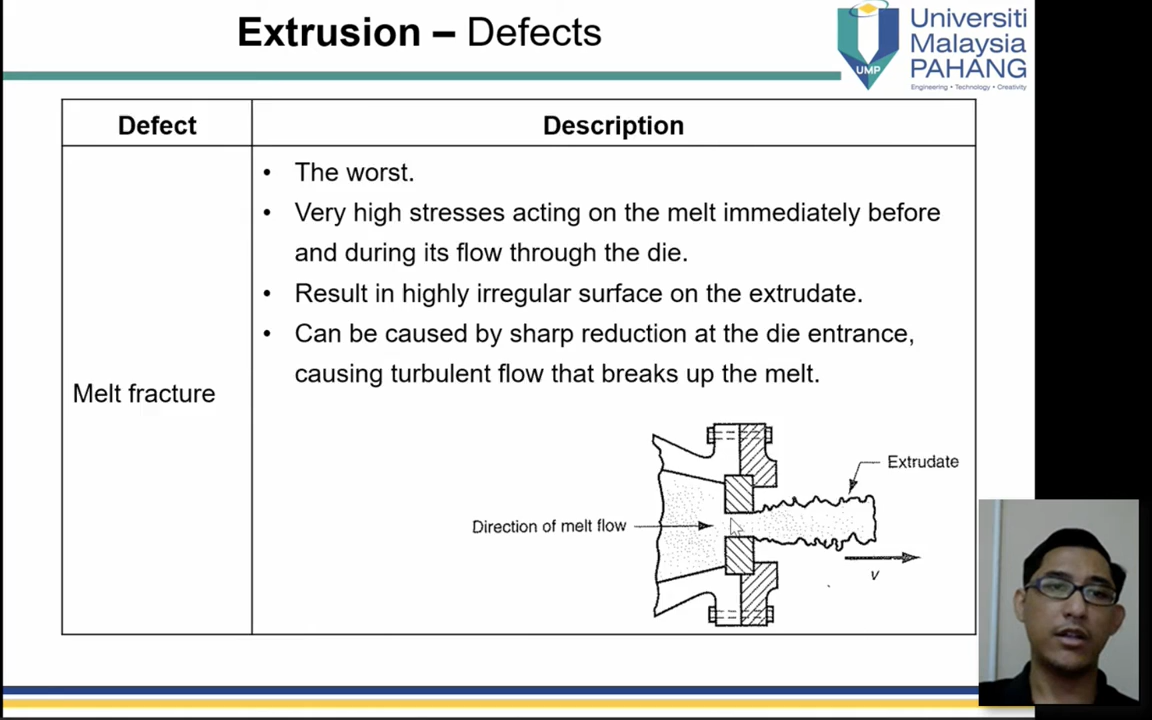 Extrusion – Defects
Universiti
Malaysia
PAHANG
Engineering • Technology • Creativity
UMP
Defect
Description
Melt fracture
• The worst.
• Very high stresses acting on the melt immediately before
and during its flow through the die.
• Result in highly irregular surface on the extrudate.
• Can be caused by sharp reduction at the die entrance,
causing turbulent flow that breaks up the melt.
Extrudate
Direction of melt flow
v